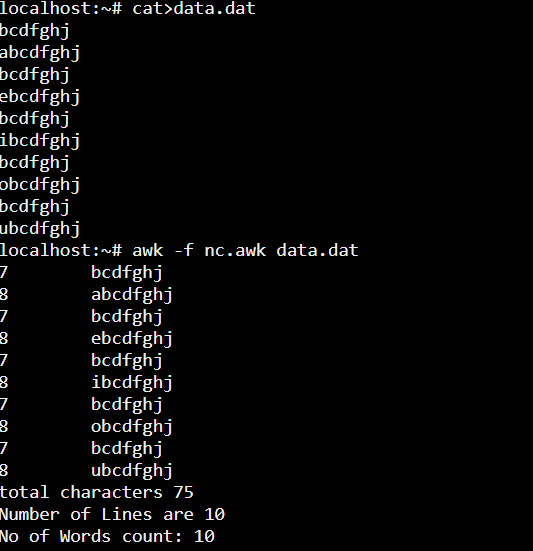 localhost:~# cat>data.dat
bcdfghj
abcdfghj
bcdfghj
ebcdfghj
bcdfghj
ibcdfghj
bcdfghj
obcdfghj
bcdfghj
ubcdfghj
localhost:~# awk -f nc.awk data.dat
7 bcdfghj
8 abcdfghj
7 bcdfghj
8 ebcdfghj
7 bcdfghj
8 ibcdfghj
7 bcdfghj
8 obcdfghj
7 bcdfghj
8 ubcdfghj
total characters 75
Number of Lines are 10
No of Words count: 10